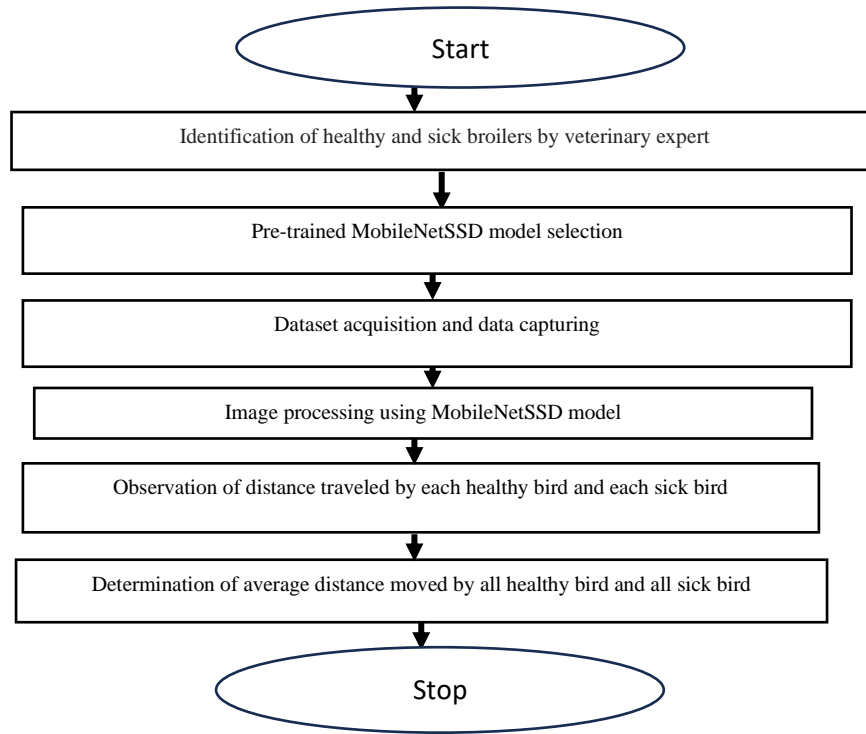 Start
Identification of healthy and sick broilers by veterinary expert
Pre-trained MobileNetSSD model selection
Dataset acquisition and data capturing
Image processing using MobileNetSSD model
Observation of distance traveled by each healthy bird and each sick bird
Determination of average distance moved by all healthy bird and all sick bird
Stop